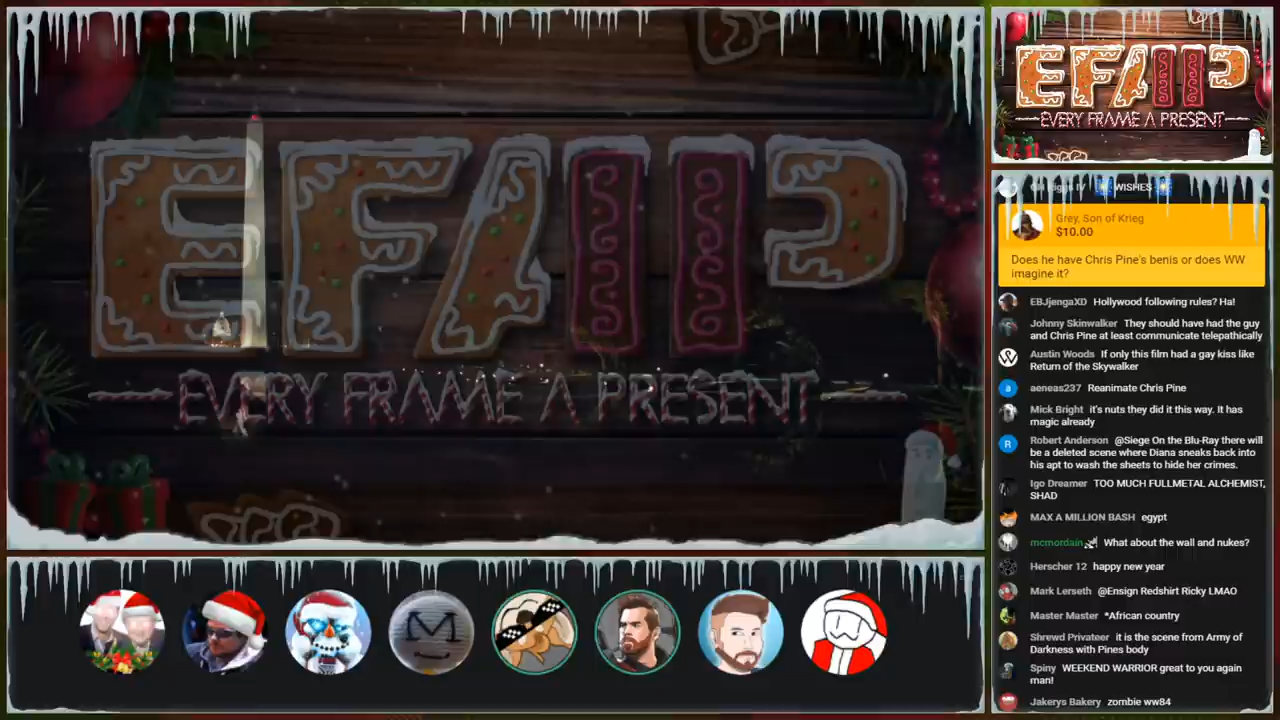 EFAP
EVERY FRAME A PRESENT
EFAP
EVERY FRAME A PRESENT
WISHES
Grey, Son of Krieg
$10.00
Does he have Chris Pine's benis or does WW
imagine it?
EBJjengaXD Hollywood following rules? Ha!
Johnny Skinwalker They should have had the guy
and Chris Pine at least communicate telepathically
Austin Woods If only this film had a gay kiss like
Return of the Skywalker
aeneas237 Reanimate Chris Pine
Mick Bright it's nuts they did it this way. It has
magic already
Robert Anderson @Siege On the Blu-Ray there will
be a deleted scene where Diana sneaks back into
his apt to wash the sheets to hide her crimes.
Igo Dreamer TOO MUCH FULLMETAL ALCHEMIST,
SHAD
MAX A MILLION BASH egypt
mcmordain What about the wall and nukes?
Herscher 12 happy new year
Mark Lerseth @Ensign Redshirt Ricky LMAO
Master Master *African country
Shrewd Privateer it is the scene from Army of
Darkness with Pines body
Spiny WEEKEND WARRIOR great to you again
man!
Jakerys Bakery zombie ww84
M